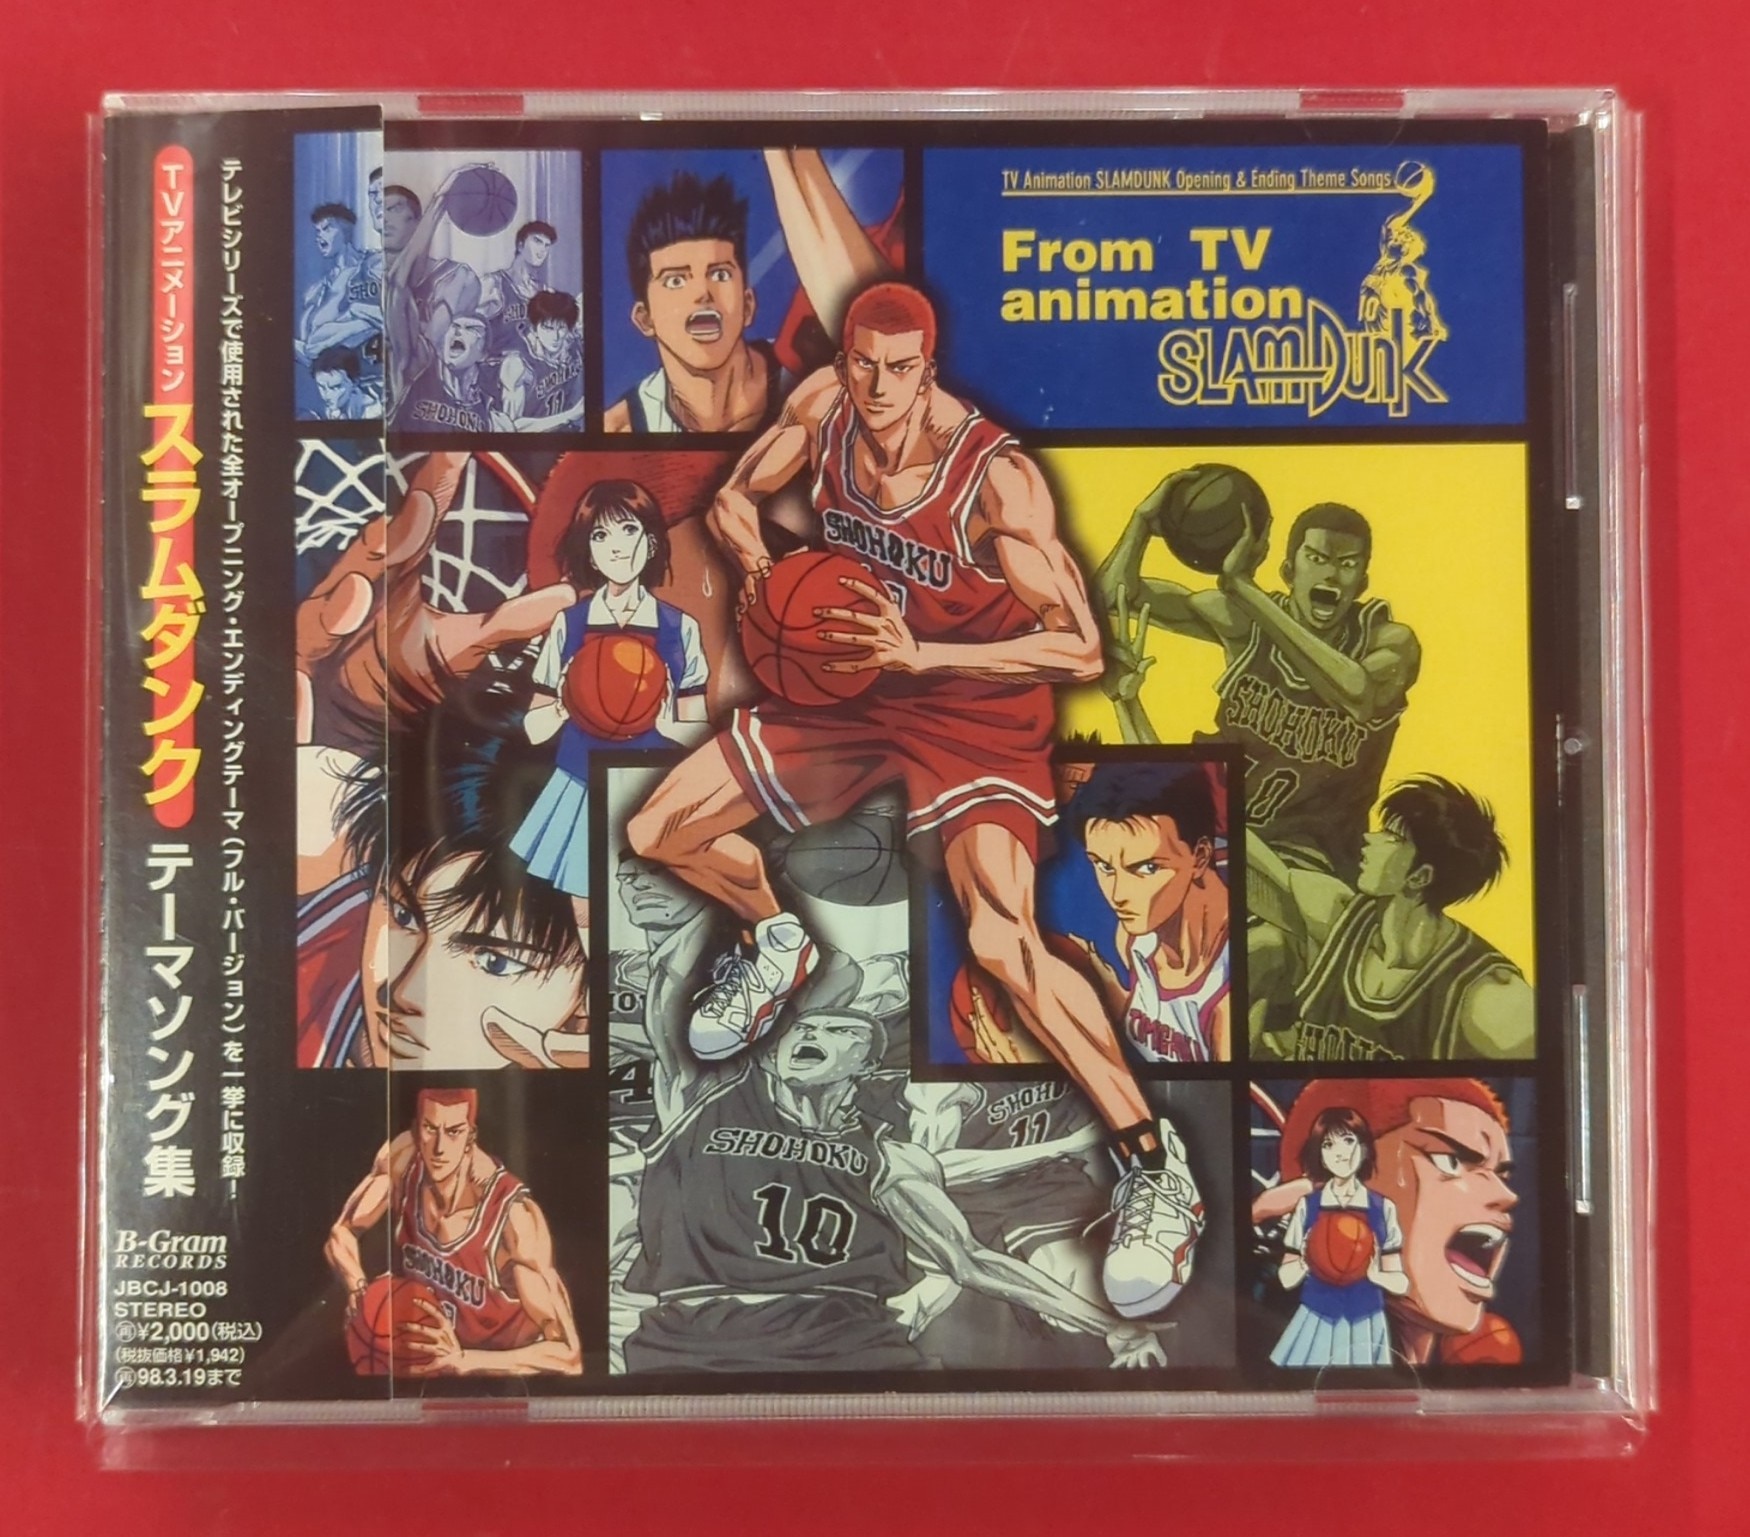 TVアニメーション スラムダンク テーマソング集
テレビシリーズで使用された全オープニング・エンディングテーマ(フル・バージョン)を一挙に収録!
B-Gram
RECORDS
JBCJ-1008
STEREO
再¥2,000(税込)
(税抜価格¥1,942)
再98.3.19まで
TV Animation SLAMDUNK Opening & Ending Theme Songs
From TV
animation
SLAMDUNK
SHOHOKU
SHOHOKU
10
SHOHOKU
10
SHOHOKU
11
SHOHOKU
4